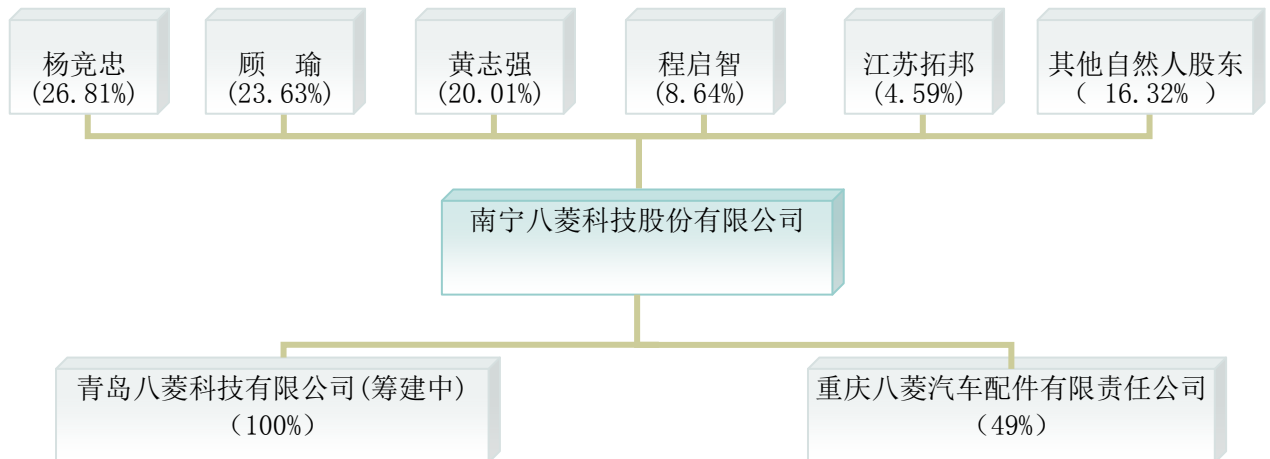 杨竞忠
(26.81%)
顾　瑜
(23.63%)
黄志强
(20.01%)
程启智
(8.64%)
江苏拓邦
(4.59%)
其他自然人股东
（ 16.32% ）
南宁八菱科技股份有限公司
青岛八菱科技有限公司(筹建中)
（100%）
重庆八菱汽车配件有限责任公司
（49%）